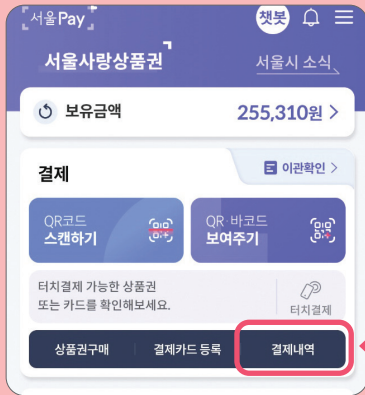 서울Pay
챗봇
서울사랑상품권
서울시 소식
보유금액
255,310원 >
결제
이관확인 >
QR코드
스캔하기
QR·바코드
보여주기
터치결제 가능한 상품권
또는 카드를 확인해보세요.
터치결제
상품권구매
결제카드 등록
결제내역